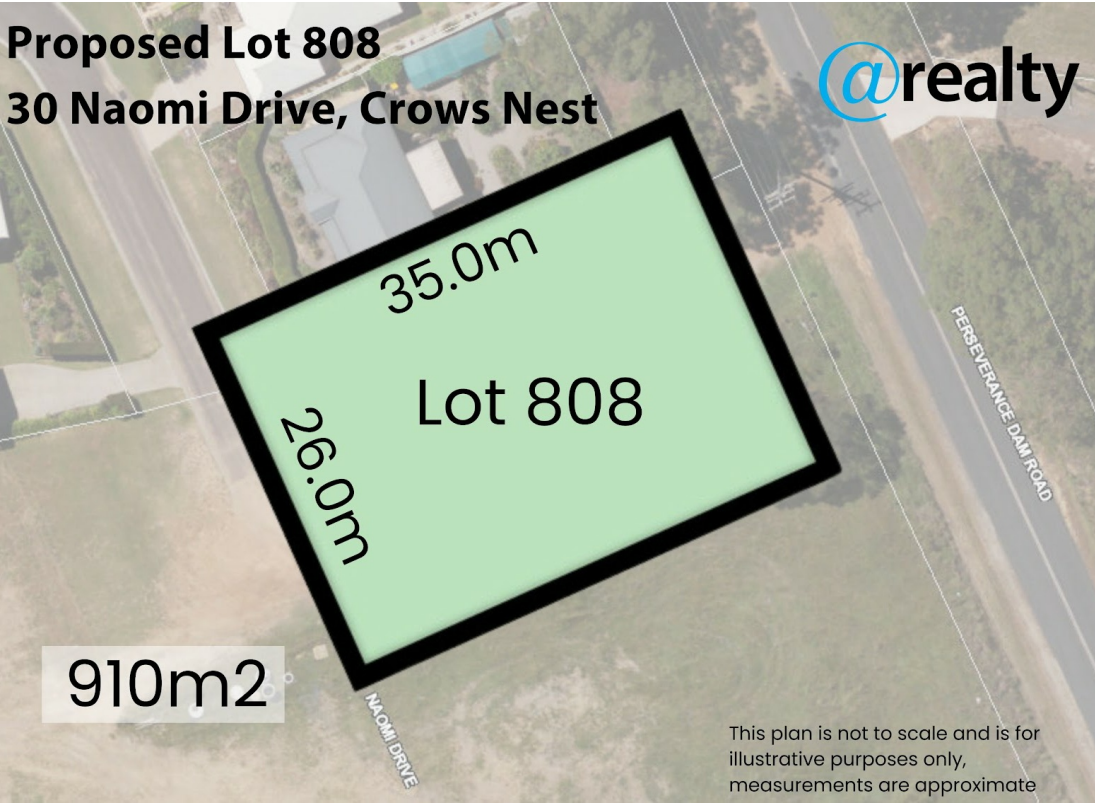 Proposed Lot 808
30 Naomi Drive, Crows Nest
@realty
35.0m
Lot 808
26.0m
PERSEVERANCE DAM ROAD
910m2
NAOMI DRIVE
This plan is not to scale and is for
illustrative purposes only,
measurements are approximate